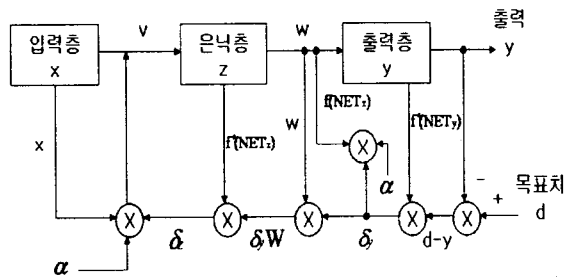 출력
입력층
x
v
은닉층
z
w
출력층
y
y
f(NETz)
x
f'(NETz)
W
X
f'(NETy)
α
−
목표치
+
d
X
X
X
X
X
δz
δyW
δy
d-y
α